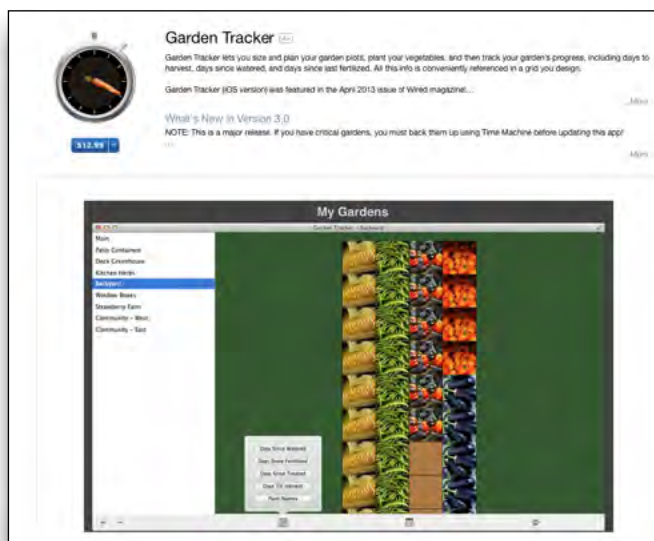 Garden Tracker
Garden Tracker lets you size and plan your garden plots, plant your vegetables, and then track your garden's progress, including days to
harvest, days since watered, and days since last fertilized. All this info is conveniently referenced in a grid you design.
Garden Tracker (iOS version) was featured in the April 2013 issue of Wired magazine!...
...More
What's New in Version 3.0
NOTE: This is a major release. If you have critical gardens, you must back them up using Time Machine before updating this app!
...
...More
$12.99
My Gardens
Garden Tracker - Backyard
Main
Patio Containers
Deck Greenhouse
Kitchen Herbs
Backyard
Window Boxes
Strawberry Farm
Community - West
Community - East
Days Since Watered
Days Since Fertilized
Days Since Treated
Days Till Harvest
Plant Names